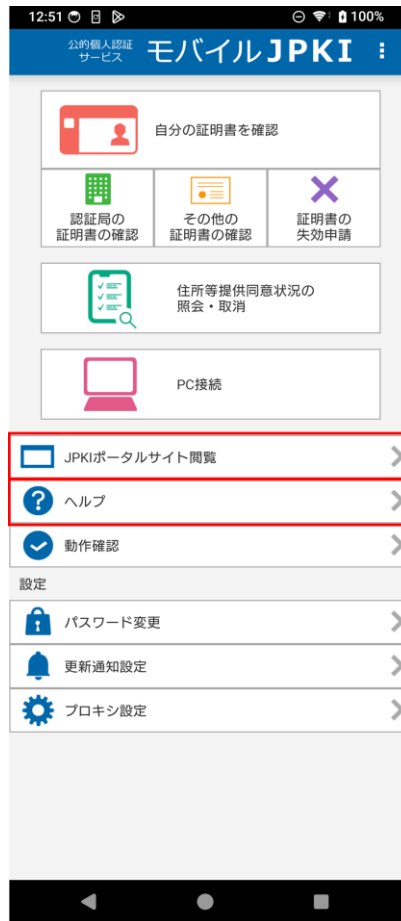 12:51
100%
公的個人認証
サービス
モバイルJPKI
自分の証明書を確認
認証局の
証明書の確認
その他の
証明書の確認
証明書の
失効申請
住所等提供同意状況の
照会・取消
PC接続
JPKIポータルサイト閲覧
ヘルプ
動作確認
設定
パスワード変更
更新通知設定
プロキシ設定